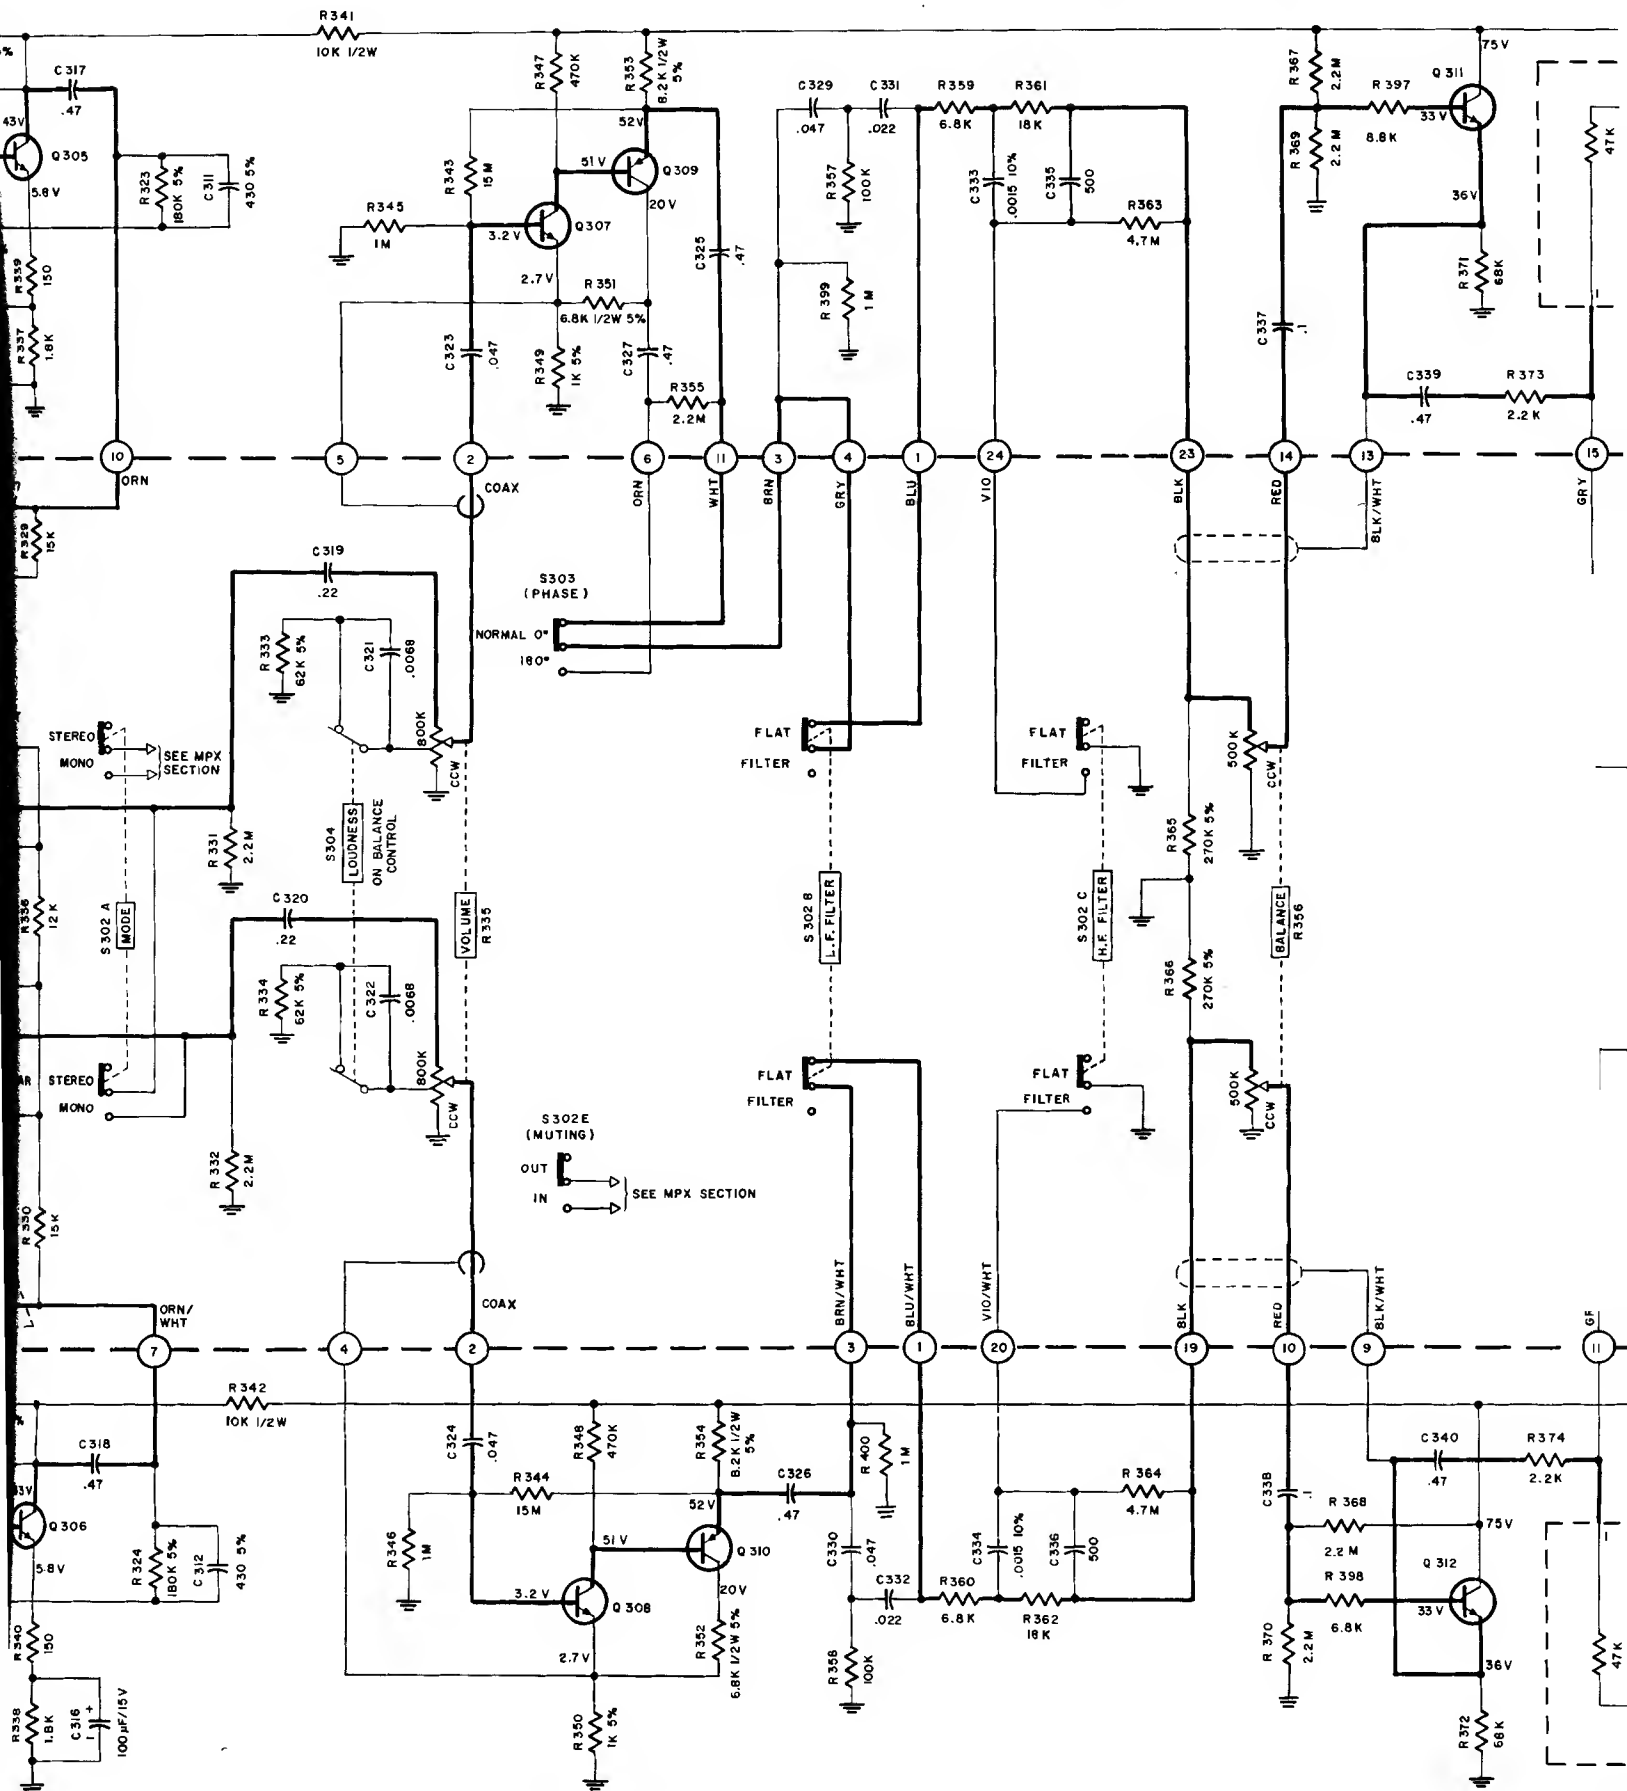 R341
10K 1/2W
%
C317
.47
43V
Q305
5.8V
R323
180K 5%
C311
430 5%
R339
150
R337
1.8K
R347
470K
R353
8.2K 1/2W
5%
52V
51V
Q309
20V
R343
15M
R345
1M
3.2V
Q307
2.7V
R351
6.8K 1/2W 5%
C325
.47
C323
.047
R349
1K 5%
C327
.47
R355
2.2M
C329
.047
C331
.022
R359
6.8K
R361
18K
R357
100K
R399
1M
C333
.0015 10%
C335
500
R363
4.7M
R367
2.2M
R369
2.2M
R397
8.8K
33V
Q311
75V
36V
R371
68K
C337
.1
C339
.47
R373
2.2K
47K
10
5
2
6
11
3
4
1
24
23
14
13
15
ORN
COAX
ORN
WHT
BRN
GRY
BLU
VIO
BLK
RED
BLK/WHT
GRY
R329
15K
C319
.22
S303
(PHASE)
NORMAL 0°
180°
R333
62K 5%
C321
.0068
800K
CCW
STEREO
MONO
SEE MPX
SECTION
FLAT
FILTER
FLAT
FILTER
500K
CCW
R331
2.2M
S304
LOUDNESS
ON BALANCE
CONTROL
R365
270K 5%
R336
12K
S302 A
MODE
C320
.22
VOLUME
R335
S302 B
L.F. FILTER
S302 C
H.F. FILTER
BALANCE
R356
R334
62K 5%
C322
.0068
R366
270K 5%
AR
STEREO
MONO
800K
CCW
FLAT
FILTER
FLAT
FILTER
500K
CCW
S302E
(MUTING)
OUT
IN
SEE MPX SECTION
R332
2.2M
R330
15K
ORN/
WHT
COAX
BRN/WHT
BLU/WHT
VIO/WHT
BLK
RED
BLK/WHT
7
4
2
3
1
20
19
10
9
11
R342
10K 1/2W
C318
.47
Q306
5.8V
R324
180K 5%
C312
430 5%
R340
150
R338
1.8K
C316
+
100µF/15V
C324
.047
R344
15M
R346
1M
R348
470K
R354
8.2K 1/2W
5%
52V
51V
Q310
20V
3.2V
Q308
2.7V
R352
6.8K 1/2W 5%
R350
1K 5%
C326
.47
R400
1M
C330
.047
C332
.022
R358
100K
R360
6.8K
C334
.0015 10%
C336
500
R362
18K
R364
4.7M
C338
.1
R368
2.2M
R398
6.8K
R370
2.2M
C340
.47
R374
2.2K
75V
Q312
33V
36V
R372
68K
47K